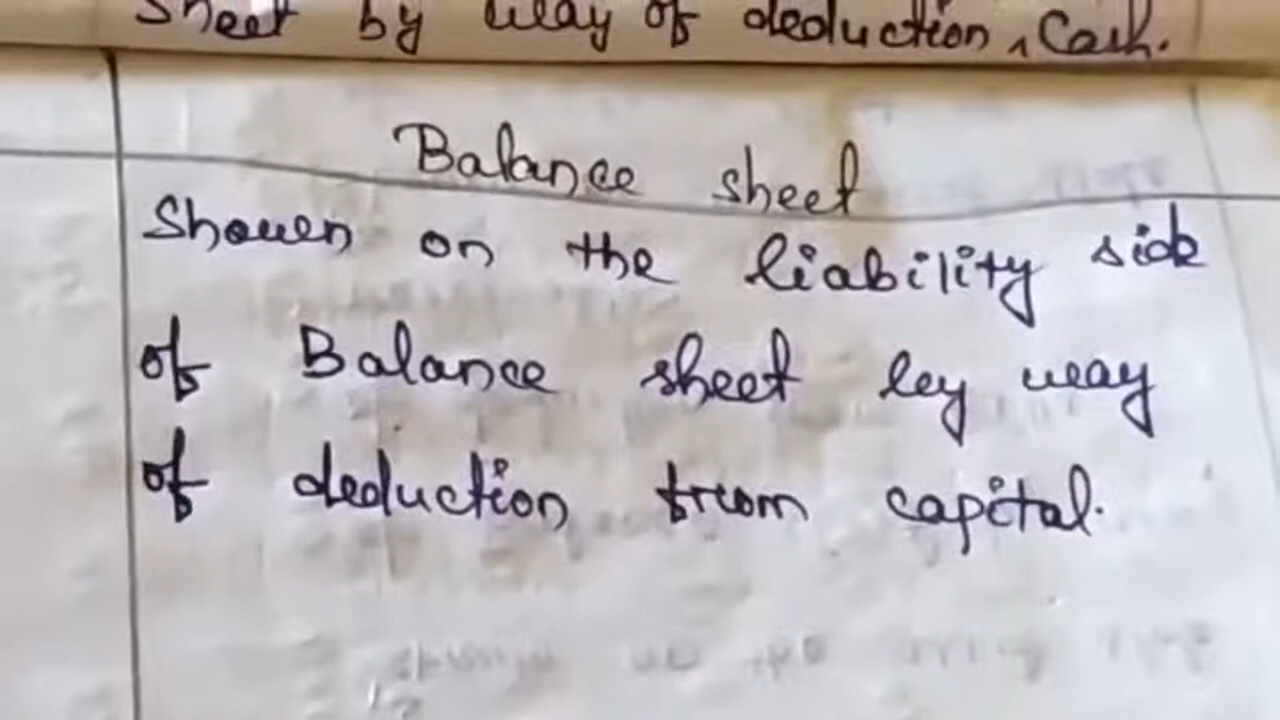 sheet by way of deduction, Cash.
Balance sheet
Shown on the liability side
of Balance sheet by way
of deduction from capital.